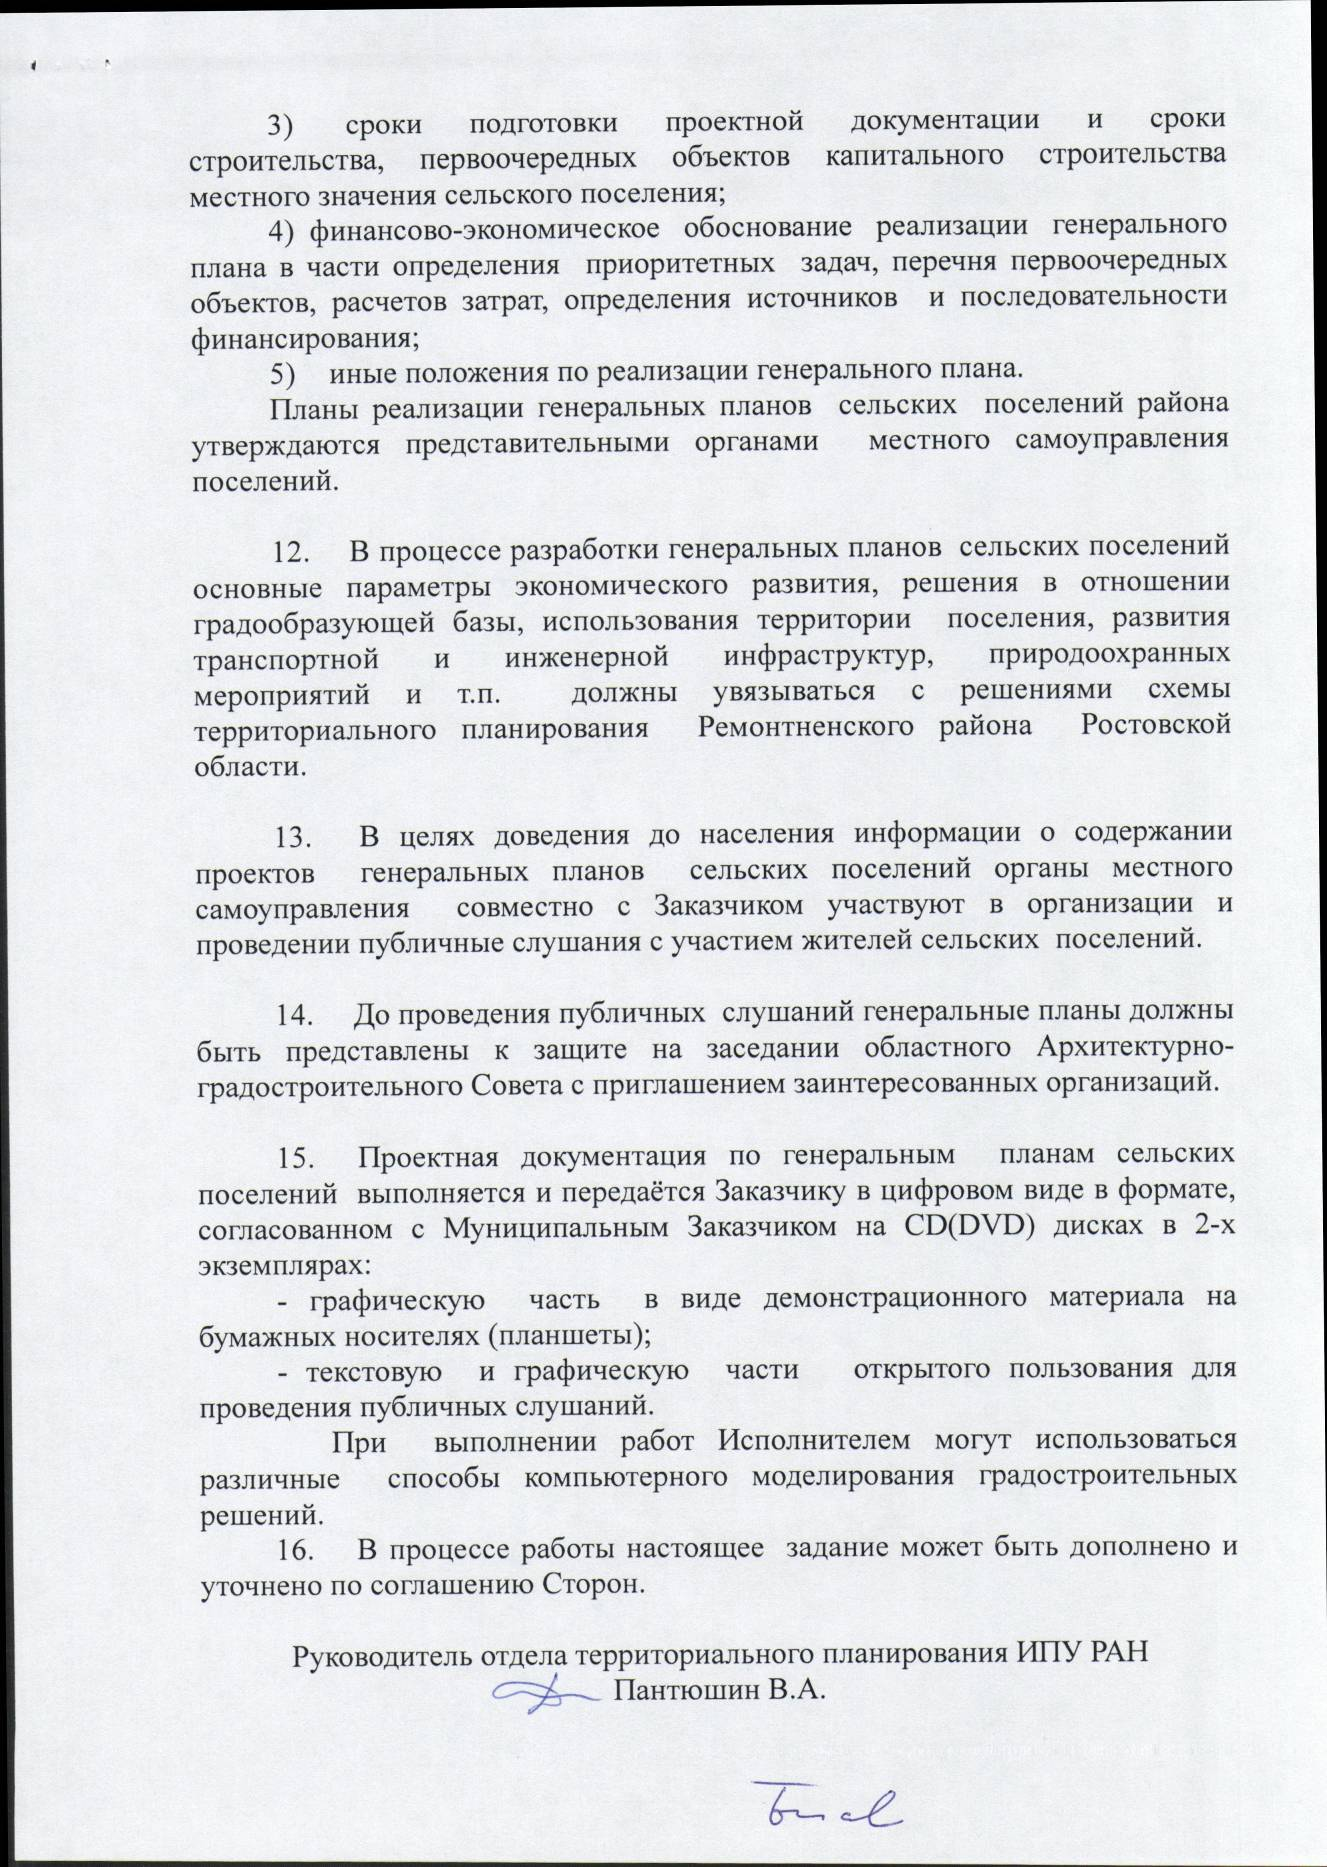 3) сроки подготовки проектной документации и сроки
строительства, первоочередных объектов капитального строительства
местного значения сельского поселения;
4) финансово-экономическое обоснование реализации генерального
плана в части определения приоритетных задач, перечня первоочередных
объектов, расчетов затрат, определения источников и последовательности
финансирования;
5) иные положения по реализации генерального плана.
Планы реализации генеральных планов сельских поселений района
утверждаются представительными органами местного самоуправления
поселений.
12. В процессе разработки генеральных планов сельских поселений
основные параметры экономического развития, решения в отношении
градообразующей базы, использования территории поселения, развития
транспортной и инженерной инфраструктур, природоохранных
мероприятий и т.п. должны увязываться с решениями схемы
территориального планирования Ремонтненского района Ростовской
области.
13. В целях доведения до населения информации о содержании
проектов генеральных планов сельских поселений органы местного
самоуправления совместно с Заказчиком участвуют в организации и
проведении публичные слушания с участием жителей сельских поселений.
14. До проведения публичных слушаний генеральные планы должны
быть представлены к защите на заседании областного Архитектурно-
градостроительного Совета с приглашением заинтересованных организаций.
15. Проектная документация по генеральным планам сельских
поселений выполняется и передаётся Заказчику в цифровом виде в формате,
согласованном с Муниципальным Заказчиком на CD(DVD) дисках в 2-х
экземплярах:
- графическую часть в виде демонстрационного материала на
бумажных носителях (планшеты);
- текстовую и графическую части открытого пользования для
проведения публичных слушаний.
При выполнении работ Исполнителем могут использоваться
различные способы компьютерного моделирования градостроительных
решений.
16. В процессе работы настоящее задание может быть дополнено и
уточнено по соглашению Сторон.
Руководитель отдела территориального планирования ИПУ РАН
Пантюшин В.А.